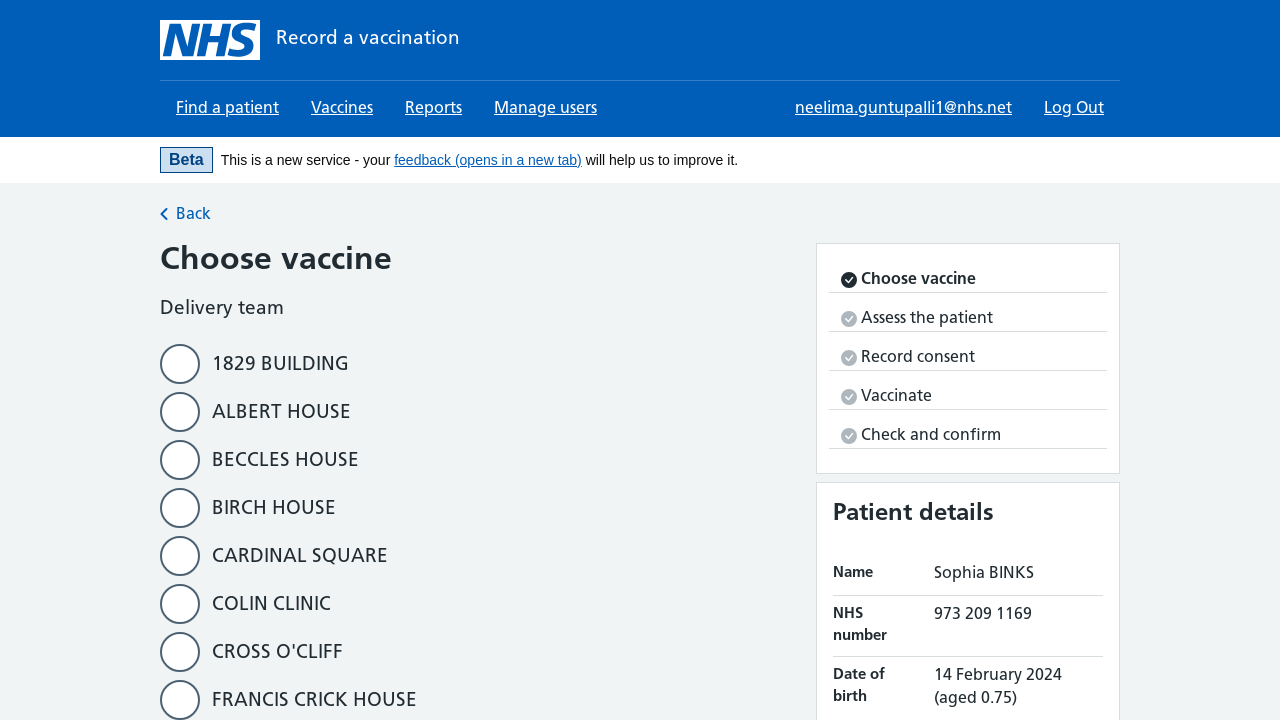 NHS Record a vaccination
Find a patient Vaccines Reports Manage users neelima.guntupalli1@nhs.net Log Out
Beta This is a new service - your feedback (opens in a new tab) will help us to improve it.
Back
Choose vaccine
Delivery team
1829 BUILDING
ALBERT HOUSE
BECCLES HOUSE
BIRCH HOUSE
CARDINAL SQUARE
COLIN CLINIC
CROSS O'CLIFF
FRANCIS CRICK HOUSE
Choose vaccine
Assess the patient
Record consent
Vaccinate
Check and confirm
Patient details
Name Sophia BINKS
NHS number 973 209 1169
Date of birth 14 February 2024
(aged 0.75)